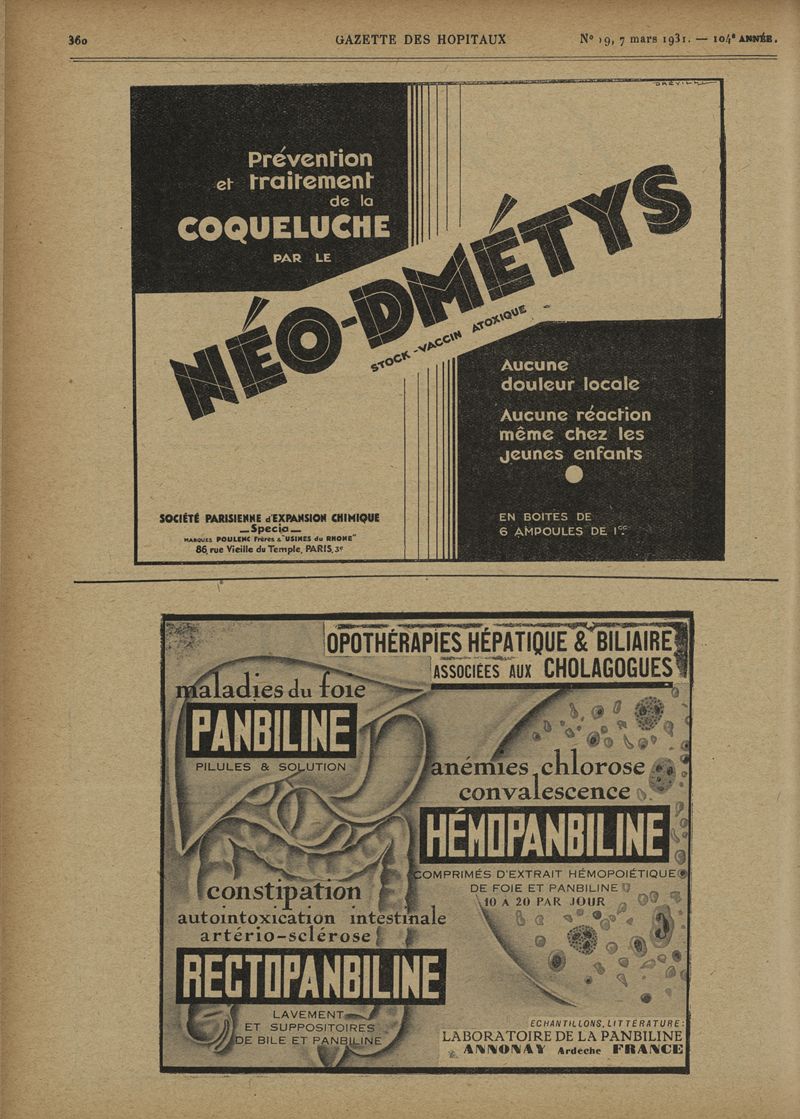 360
GAZETTE DES HOPITAUX
N° 19, 7 mars 1931. — 104e ANNÉE.
DRÉVILL
Prévention
et traitement
de la
COQUELUCHE
PAR LE
NÉO-DMÉTYS
STOCK-VACCIN ATOXIQUE
Aucune
douleur locale
Aucune réaction
même chez les
jeunes enfants
SOCIÉTÉ PARISIENNE d'EXPANSION CHIMIQUE
— Specia —
MARQUES POULENC Frères & "USINES du RHONE"
86, rue Vieille du Temple, PARIS, 3e
EN BOITES DE
6 AMPOULES DE 1cc
OPOTHÉRAPIES HÉPATIQUE & BILIAIRE
ASSOCIÉES AUX CHOLAGOGUES
maladies du foie
PANBILINE
PILULES & SOLUTION
anémies, chlorose
convalescence
HÉMOPANBILINE
COMPRIMÉS D'EXTRAIT HÉMOPOIÉTIQUE
DE FOIE ET PANBILINE
10 A 20 PAR JOUR
constipation
autointoxication intestinale
artério-sclérose
RECTOPANBILINE
LAVEMENT
ET SUPPOSITOIRES
DE BILE ET PANBILINE
ECHANTILLONS, LITTÉRATURE:
LABORATOIRE DE LA PANBILINE
ANNONAY Ardeche FRANCE